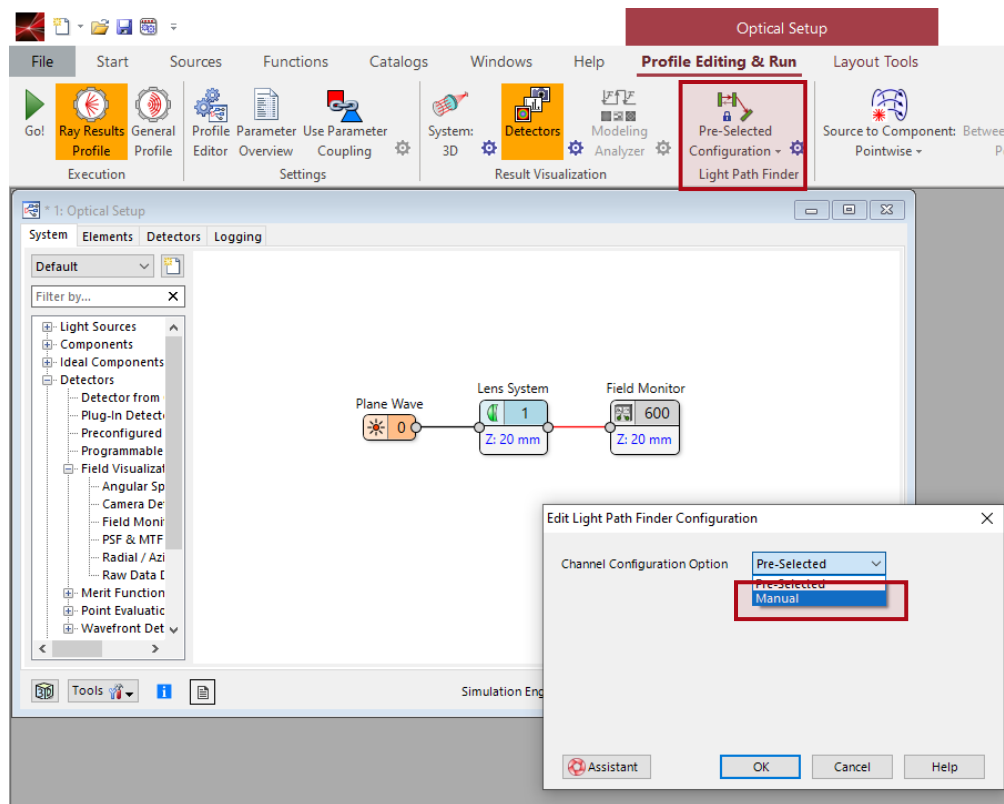 Optical Setup
File Start Sources Functions Catalogs Windows Help Profile Editing & Run Layout Tools
Go! Ray Results Profile General Profile Profile Editor Parameter Overview Use Parameter Coupling System: 3D Detectors Modeling Analyzer Pre-Selected Configuration Source to Component: Pointwise
Execution Settings Result Visualization Light Path Finder
* 1: Optical Setup
System Elements Detectors Logging
Default
Filter by...
Light Sources
Components
Ideal Components
Detectors
Detector from
Plug-In Detect
Preconfigured
Programmable
Field Visualizat
Angular Sp
Camera De
Field Moni
PSF & MTF
Radial / Azi
Raw Data D
Merit Function
Point Evaluatic
Wavefront Det
Plane Wave
0
Lens System
1
Z: 20 mm
Field Monitor
600
Z: 20 mm
Tools
Simulation Eng
Edit Light Path Finder Configuration
Channel Configuration Option Pre-Selected
Pre-Selected
Manual
Assistant OK Cancel Help